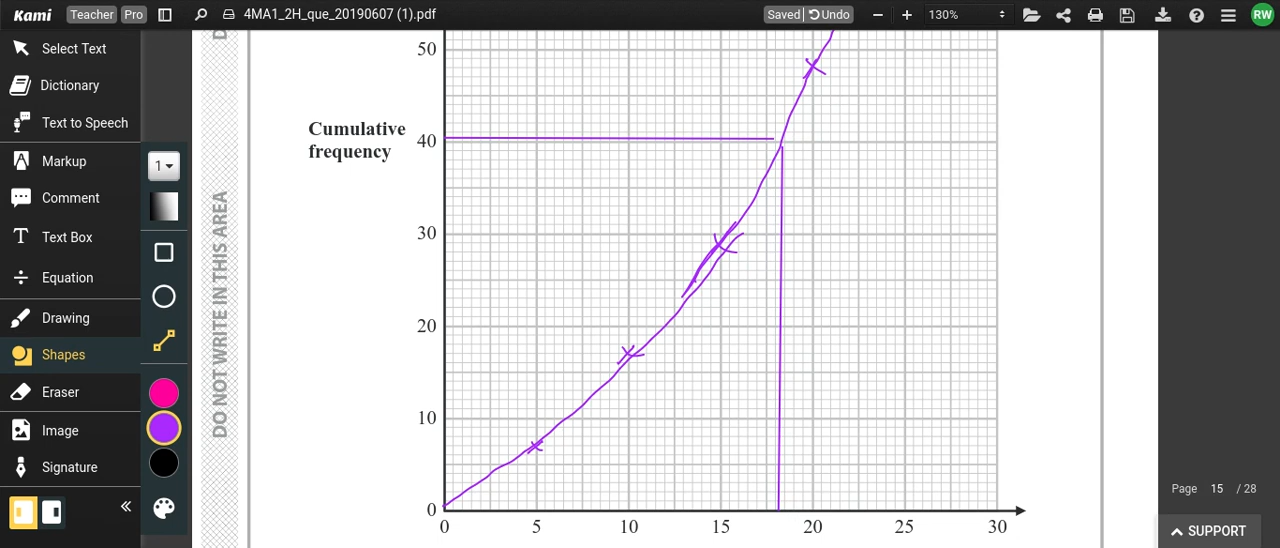 Kami Teacher Pro 4MA1_2H_que_20190607 (1).pdf Saved Undo 130% RW
Select Text
Dictionary
Text to Speech
Markup
Comment
Text Box
Equation
Drawing
Shapes
Eraser
Image
Signature
1
DO NOT WRITE IN THIS AREA
D
Cumulative
frequency
50
40
30
20
10
0
0 5 10 15 20 25 30
Page 15 / 28
SUPPORT